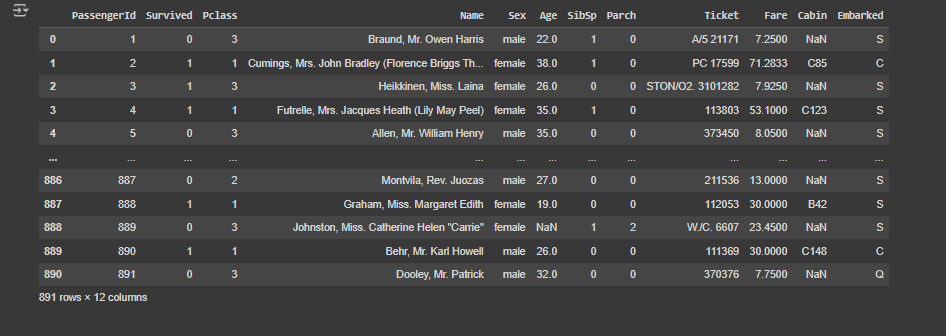 PassengerId Survived Pclass Name Sex Age SibSp Parch Ticket Fare Cabin Embarked
0 1 0 3 Braund, Mr. Owen Harris male 22.0 1 0 A/5 21171 7.2500 NaN S
1 2 1 1 Cumings, Mrs. John Bradley (Florence Briggs Th... female 38.0 1 0 PC 17599 71.2833 C85 C
2 3 1 3 Heikkinen, Miss. Laina female 26.0 0 0 STON/O2. 3101282 7.9250 NaN S
3 4 1 1 Futrelle, Mrs. Jacques Heath (Lily May Peel) female 35.0 1 0 113803 53.1000 C123 S
4 5 0 3 Allen, Mr. William Henry male 35.0 0 0 373450 8.0500 NaN S
... ... ... ... ... ... ... ... ... ... ... ... ...
886 887 0 2 Montvila, Rev. Juozas male 27.0 0 0 211536 13.0000 NaN S
887 888 1 1 Graham, Miss. Margaret Edith female 19.0 0 0 112053 30.0000 B42 S
888 889 0 3 Johnston, Miss. Catherine Helen "Carrie" female NaN 1 2 W./C. 6607 23.4500 NaN S
889 890 1 1 Behr, Mr. Karl Howell male 26.0 0 0 111369 30.0000 C148 C
890 891 0 3 Dooley, Mr. Patrick male 32.0 0 0 370376 7.7500 NaN Q
891 rows × 12 columns